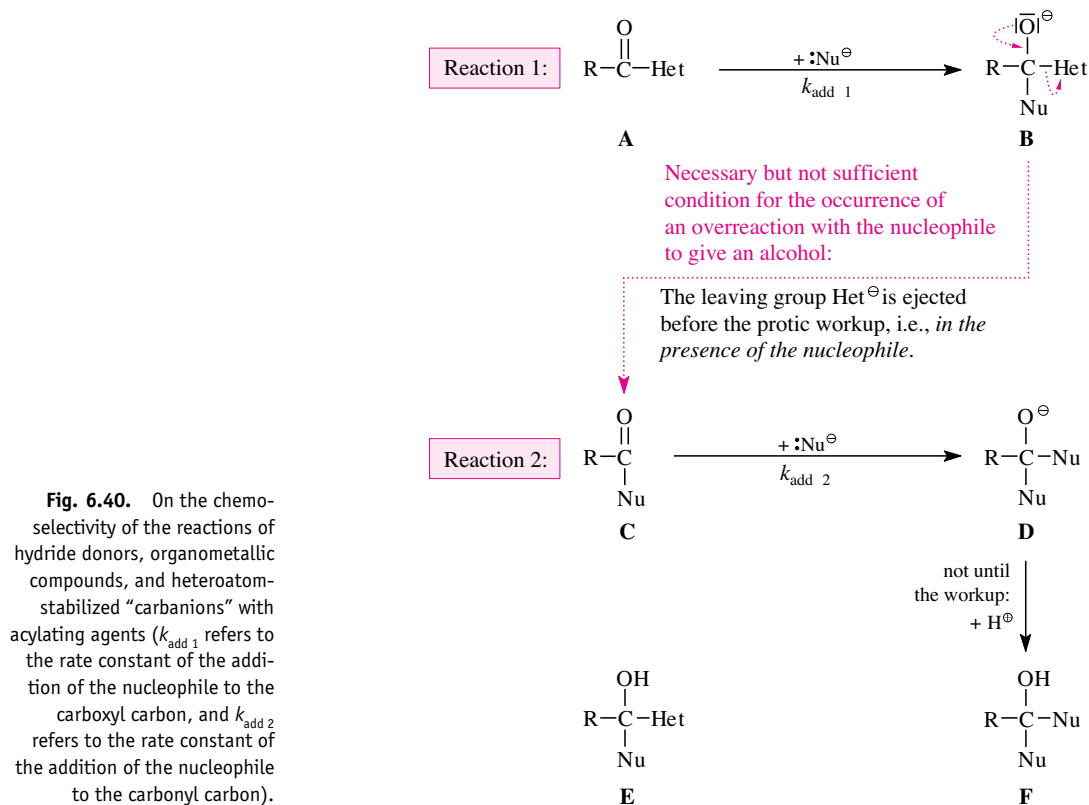 Reaction 1:
O
R–C–Het
A
+ :Nu⊖
k add 1
|O|⊖
R–C–Het
Nu
B
Necessary but not sufficient
condition for the occurrence of
an overreaction with the nucleophile
to give an alcohol:
The leaving group Het⊖ is ejected
before the protic workup, i.e., in the
presence of the nucleophile.
Reaction 2:
O
R–C
Nu
C
+ :Nu⊖
k add 2
O⊖
R–C–Nu
Nu
D
not until
the workup:
+ H⊕
OH
R–C–Het
Nu
E
OH
R–C–Nu
Nu
F
Fig. 6.40. On the chemo-
selectivity of the reactions of
hydride donors, organometallic
compounds, and heteroatom-
stabilized “carbanions” with
acylating agents (k add 1 refers to
the rate constant of the addi-
tion of the nucleophile to the
carboxyl carbon, and k add 2
refers to the rate constant of
the addition of the nucleophile
to the carbonyl carbon).